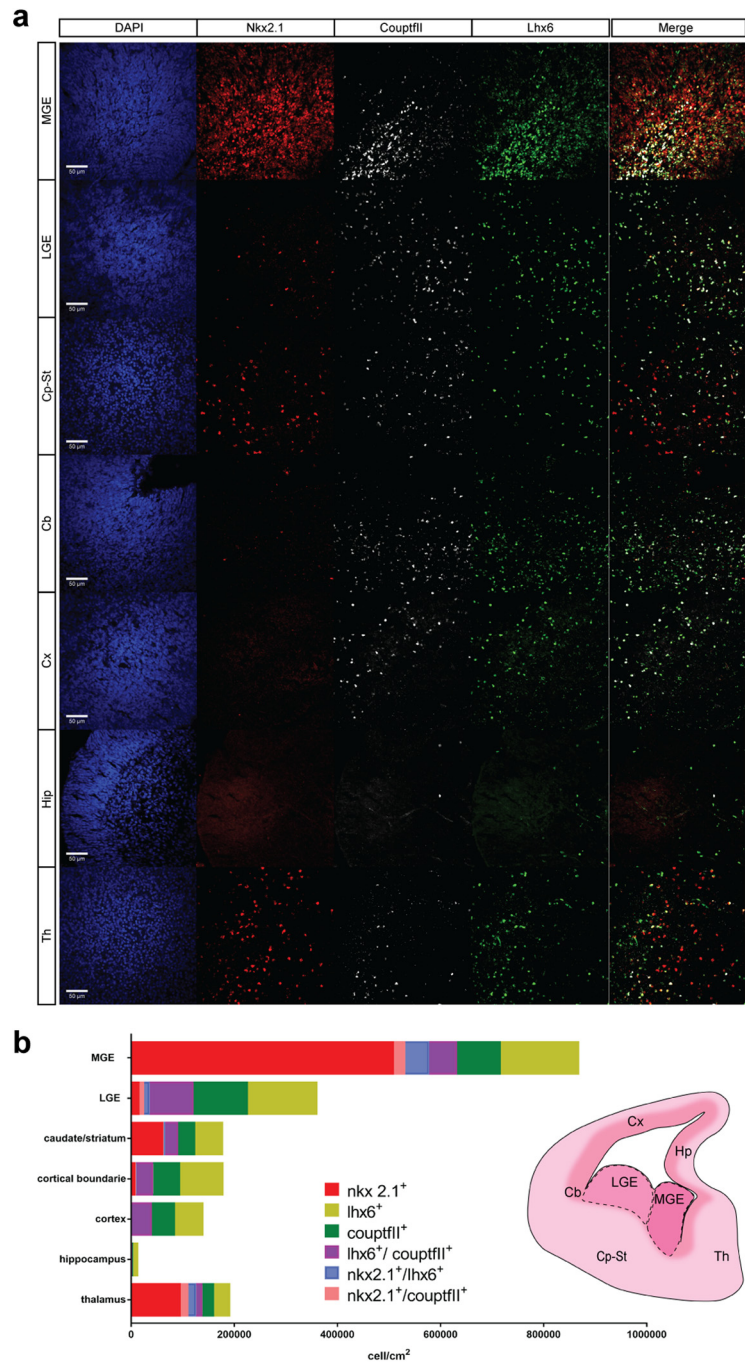 a
DAPI Nkx2.1 CouptfII Lhx6 Merge
MGE
50 µm
LGE
50 µm
Cp-St
50 µm
Cb
50 µm
Cx
50 µm
Hip
50 µm
Th
50 µm
b
MGE
LGE
caudate/striatum
cortical boundarie
cortex
hippocampus
thalamus
nkx 2.1+
lhx6+
couptfII+
lhx6+/ couptfII+
nkx2.1+/lhx6+
nkx2.1+/couptfII+
Cx
Hp
LGE
MGE
Cb
Cp-St
Th
0 200000 400000 600000 800000 1000000
cell/cm²